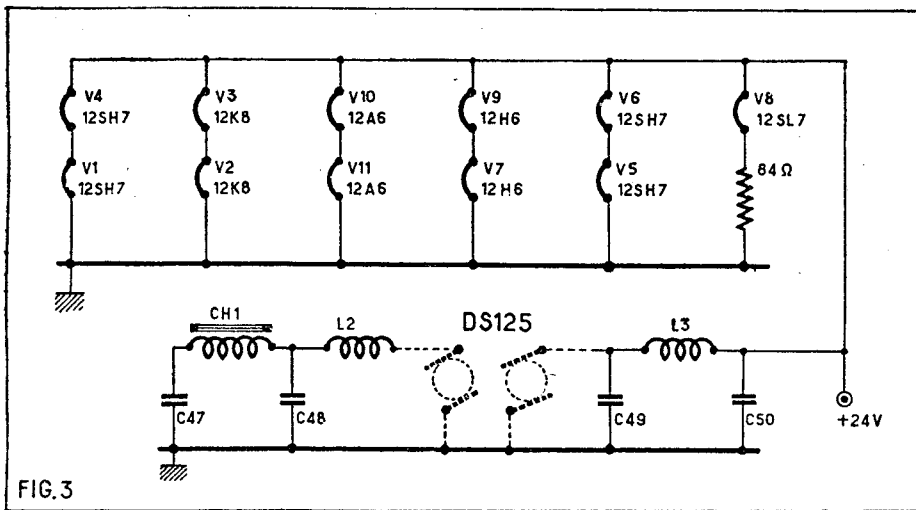 V4
12SH7
V3
12K8
V10
12A6
V9
12H6
V6
12SH7
V8
12SL7
V1
12SH7
V2
12K8
V11
12A6
V7
12H6
V5
12SH7
84Ω
CH1
L2
DS125
L3
C47
C48
C49
C50
+24V
FIG.3